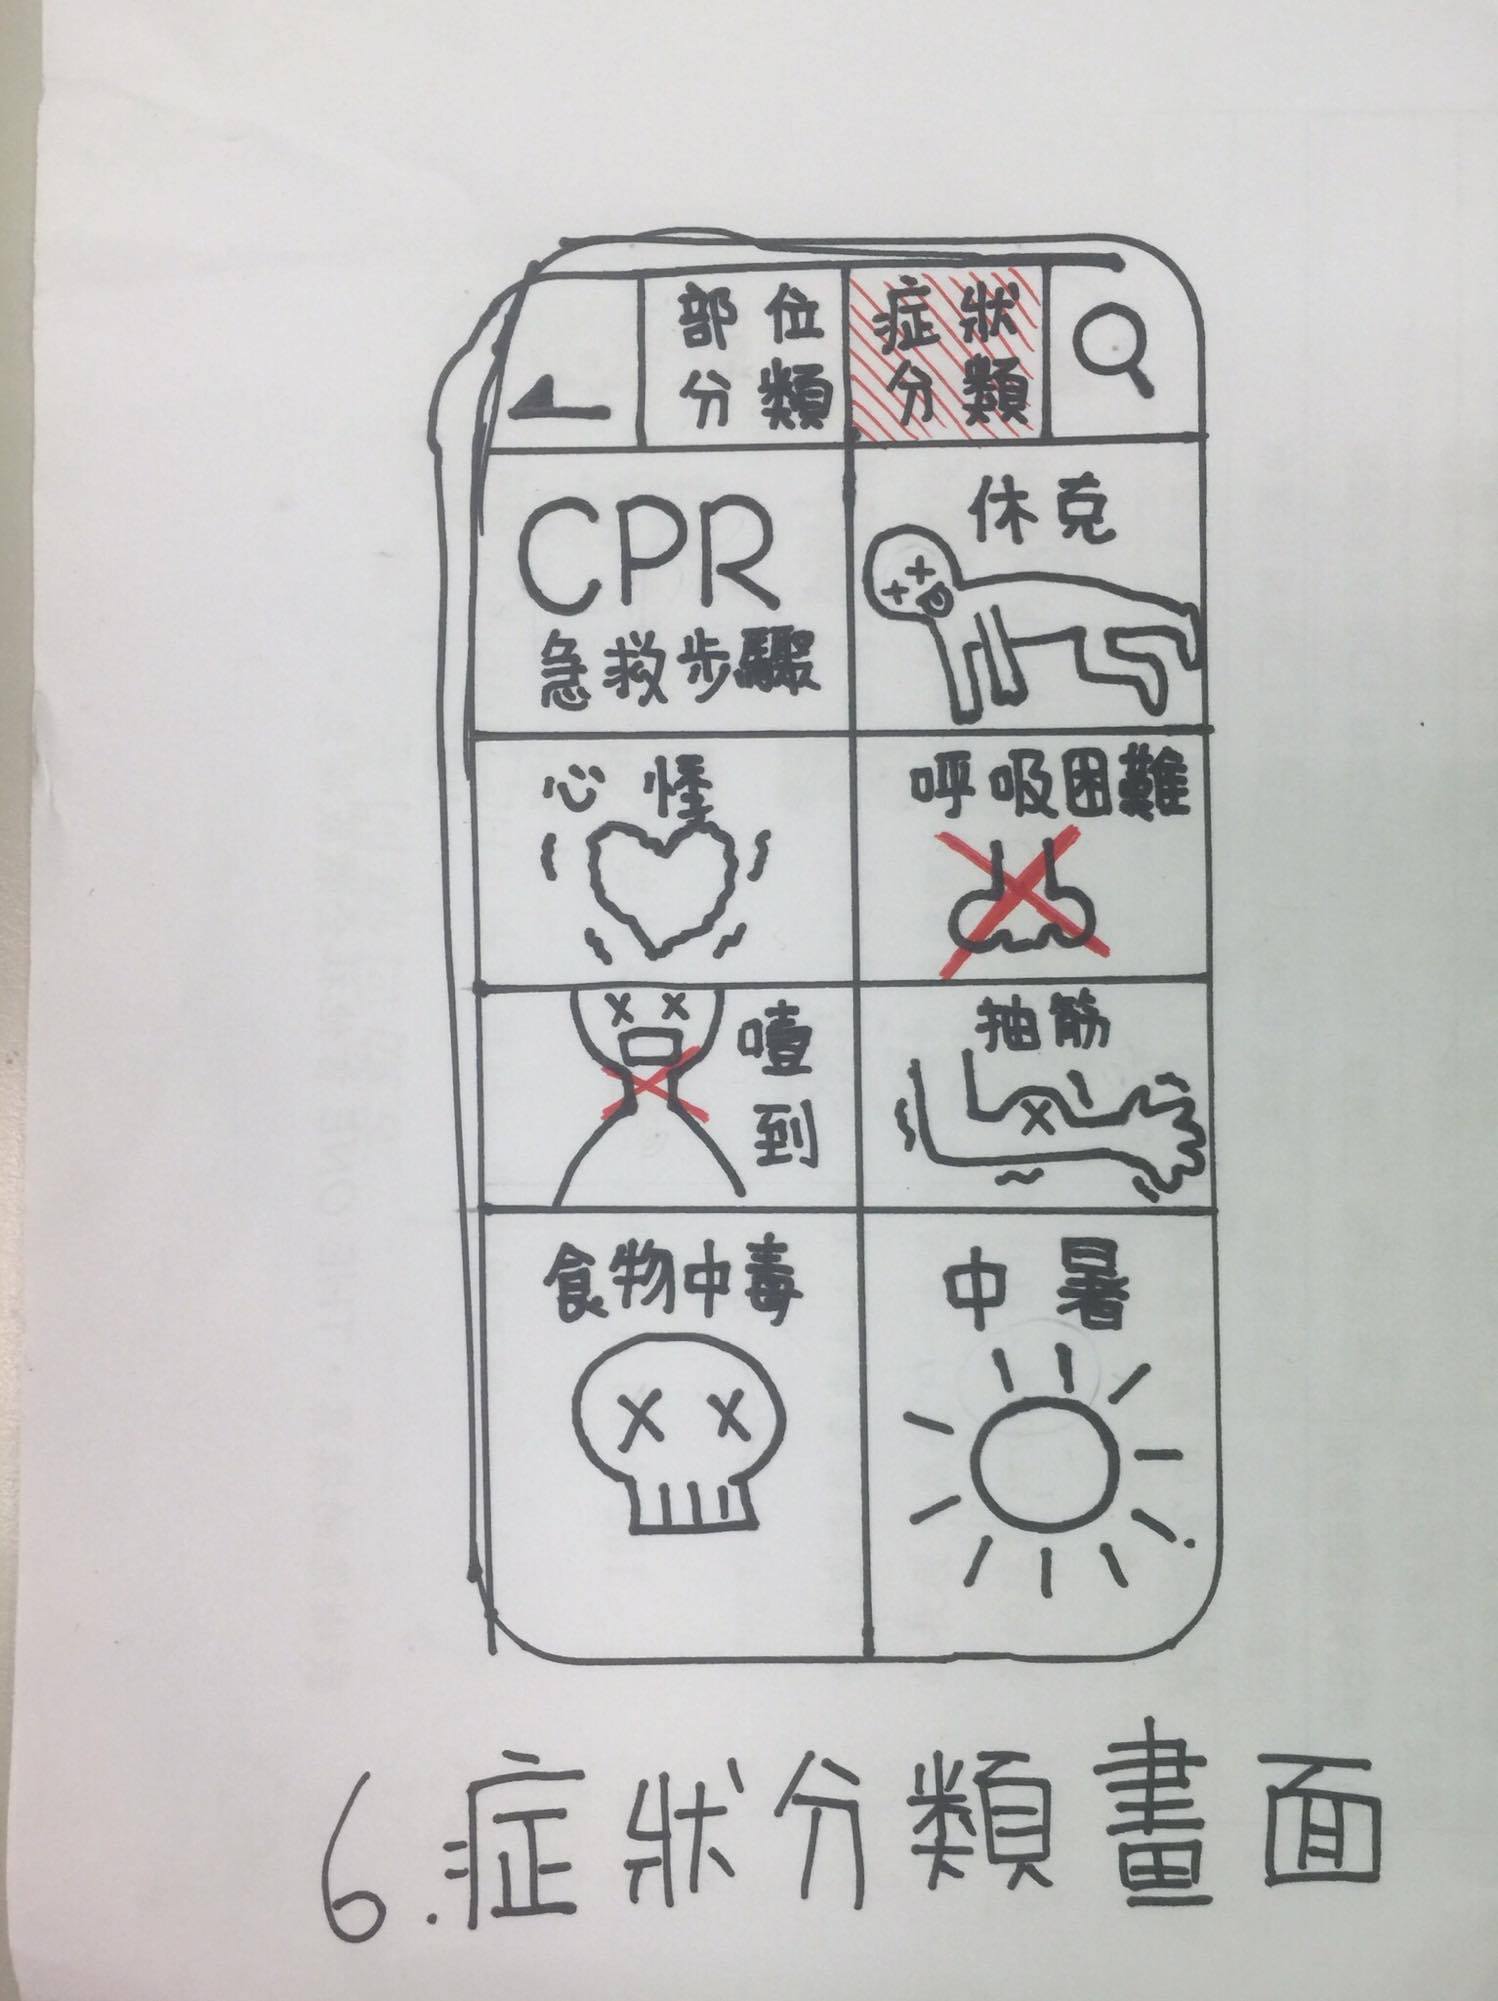 部位
分類
症狀
分類
CPR
急救步驟
休克
心悸
呼吸困難
噎到
抽筋
食物中毒
中暑
6.症狀分類畫面